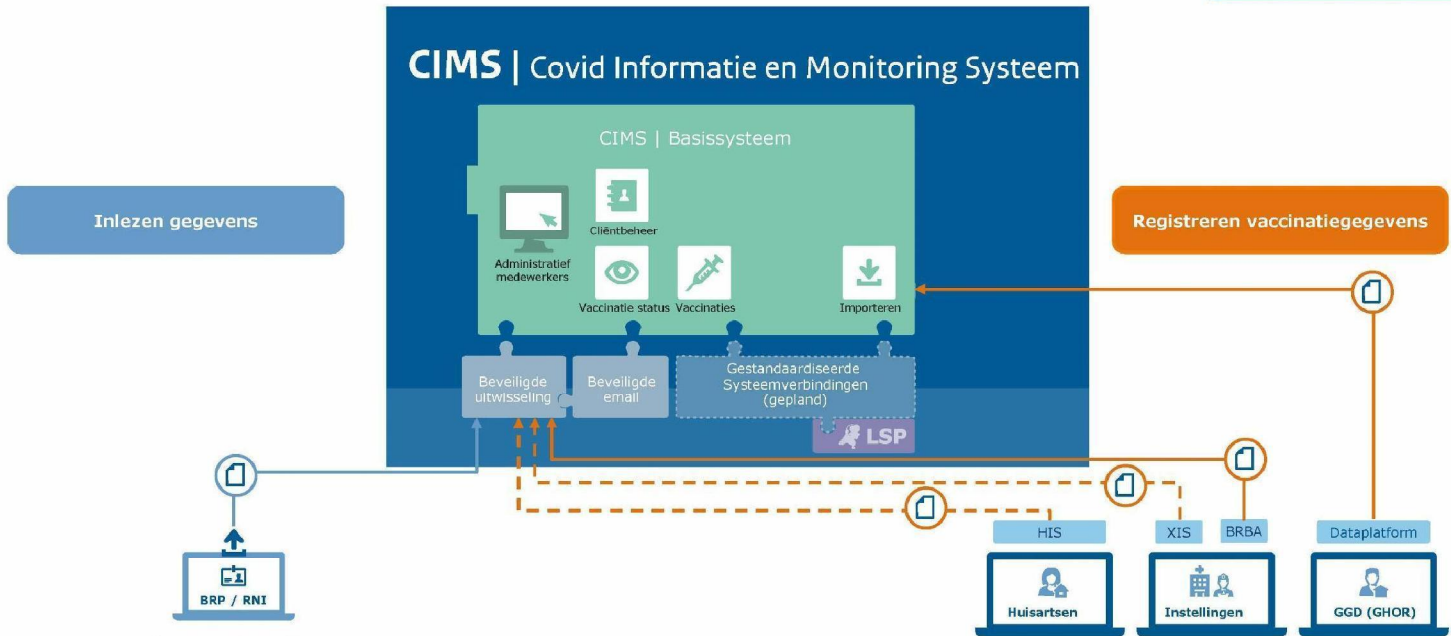 CIMS | Covid Informatie en Monitoring Systeem
CIMS | Basissysteem
Inlezen gegevens
Registreren vaccinatiegegevens
Cliëntbeheer
Administratief
medewerkers
Vaccinatie status
Vaccinaties
Importeren
Beveiligde
uitwisseling
Beveiligde
email
Gestandaardiseerde
Systeemverbindingen
(gepland)
LSP
HIS
XIS
BRBA
Dataplatform
BRP / RNI
Huisartsen
Instellingen
GGD (GHOR)